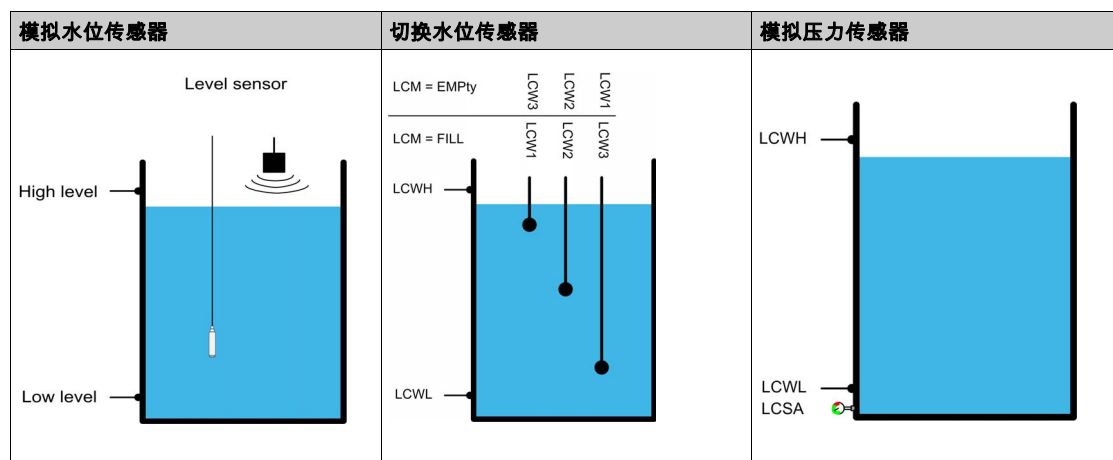 模拟水位传感器
切换水位传感器
模拟压力传感器
Level sensor
High level
Low level
LCM = EMPty
LCW3
LCW2
LCW1
LCM = FILL
LCW1
LCW2
LCW3
LCWH
LCWL
LCWH
LCWL
LCSA